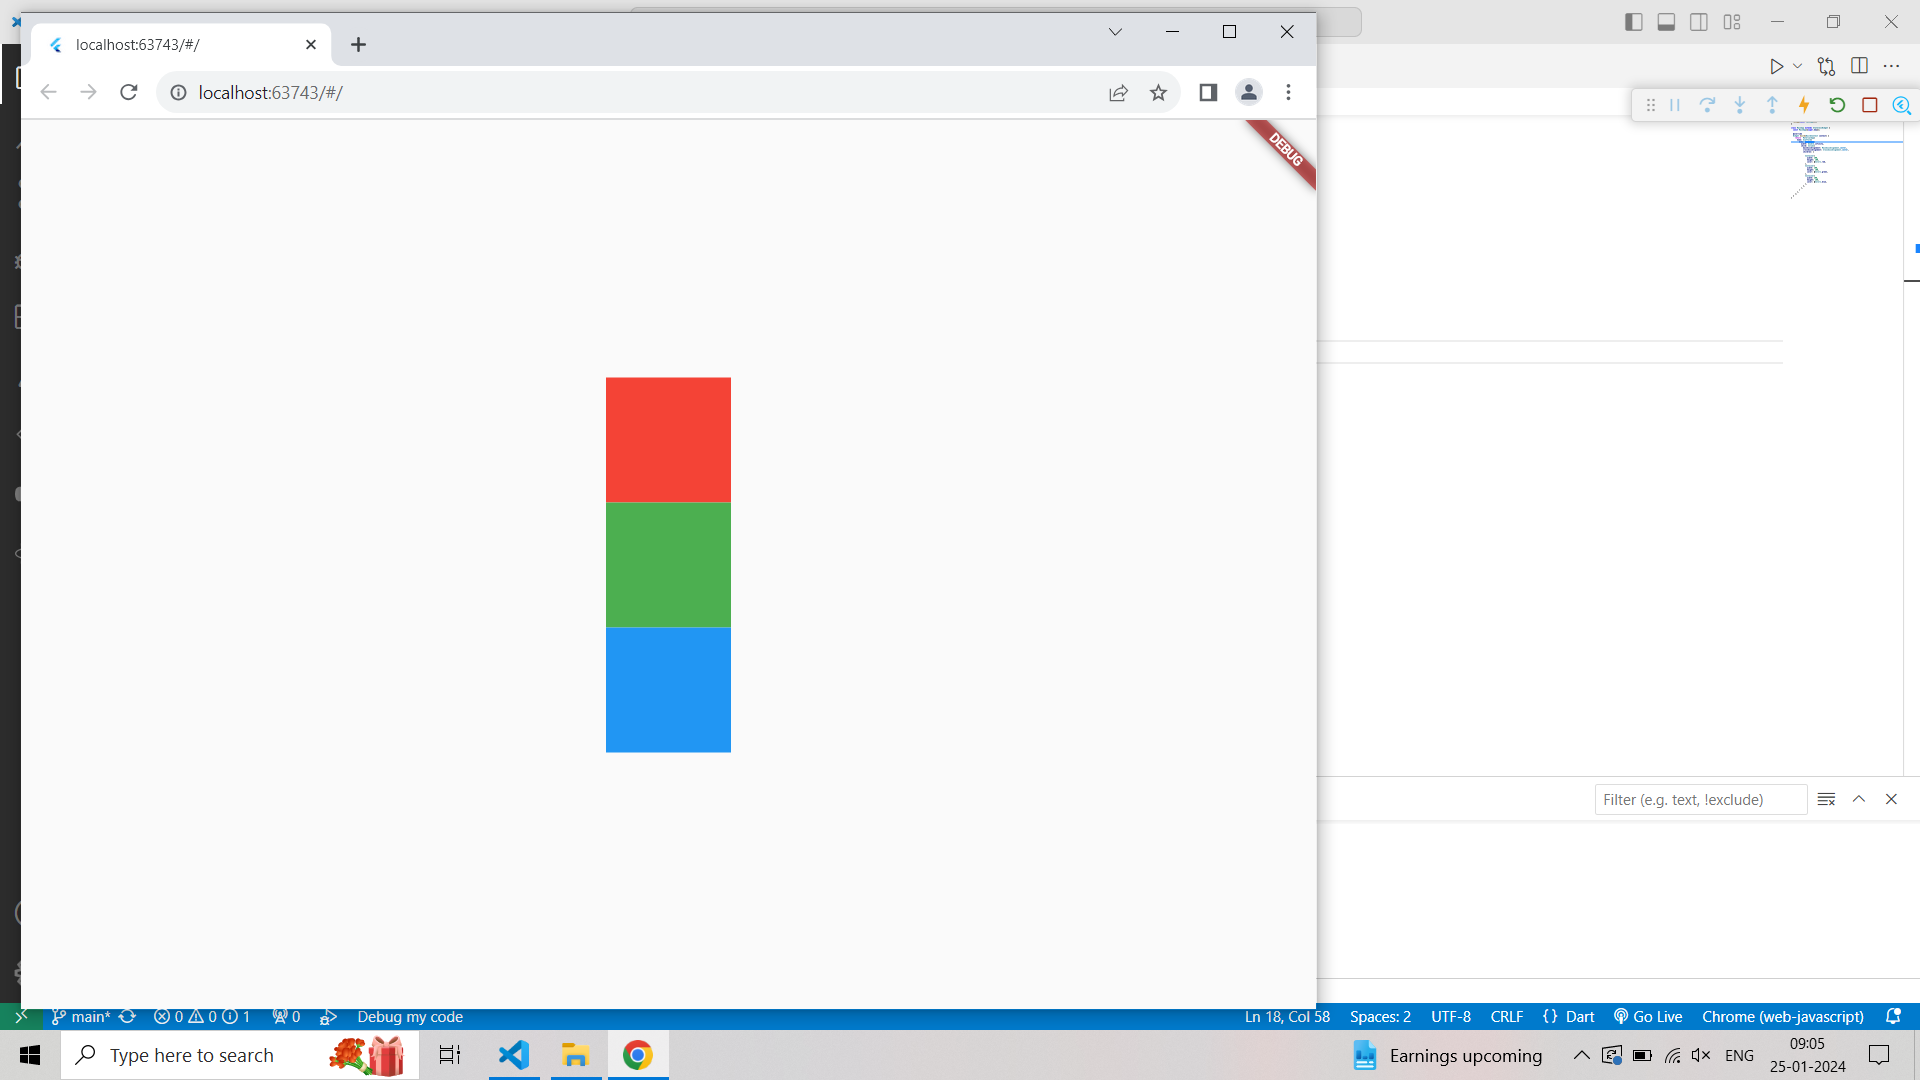 localhost:63743/#/
localhost:63743/#/
DEBUG
Filter (e.g. text, !exclude)
main* 0 0 1 0 Debug my code
Ln 18, Col 58 Spaces: 2 UTF-8 CRLF {} Dart Go Live Chrome (web-javascript)
Type here to search
Earnings upcoming
ENG
09:05
25-01-2024